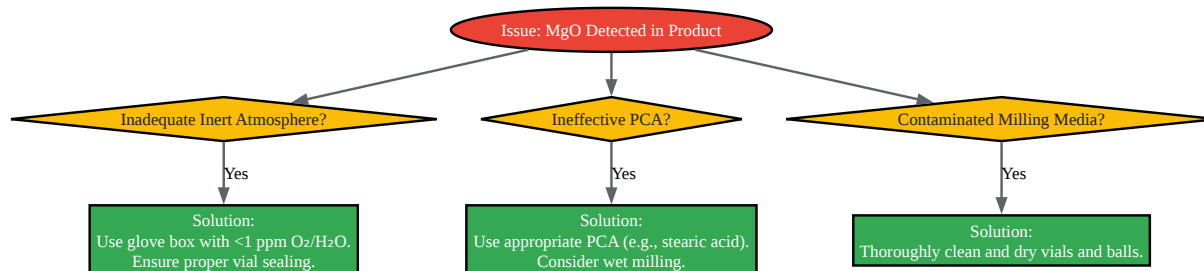 Issue: MgO Detected in Product
Inadequate Inert Atmosphere?
Ineffective PCA?
Contaminated Milling Media?
Yes
Yes
Yes
Solution:
Use glove box with <1 ppm O₂/H₂O.
Ensure proper vial sealing.
Solution:
Use appropriate PCA (e.g., stearic acid).
Consider wet milling.
Solution:
Thoroughly clean and dry vials and balls.